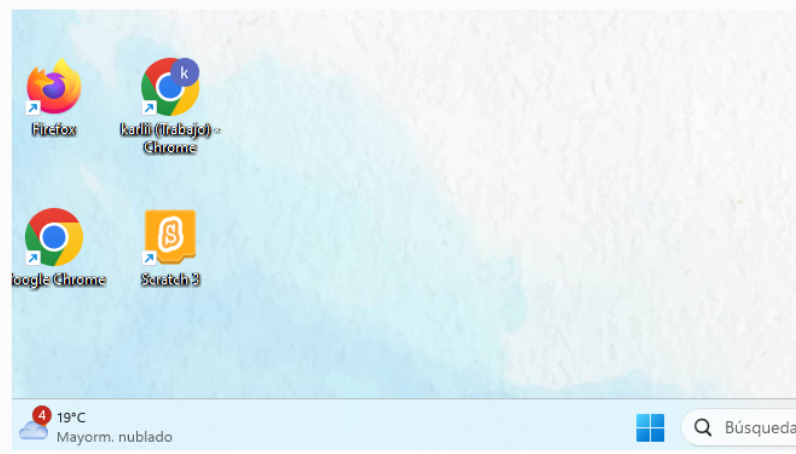 k
Firefox
karlii (Trabajo) -
Chrome
oogle Chrome
Scratch 3
4
19°C
Mayorm. nublado
Búsqueda